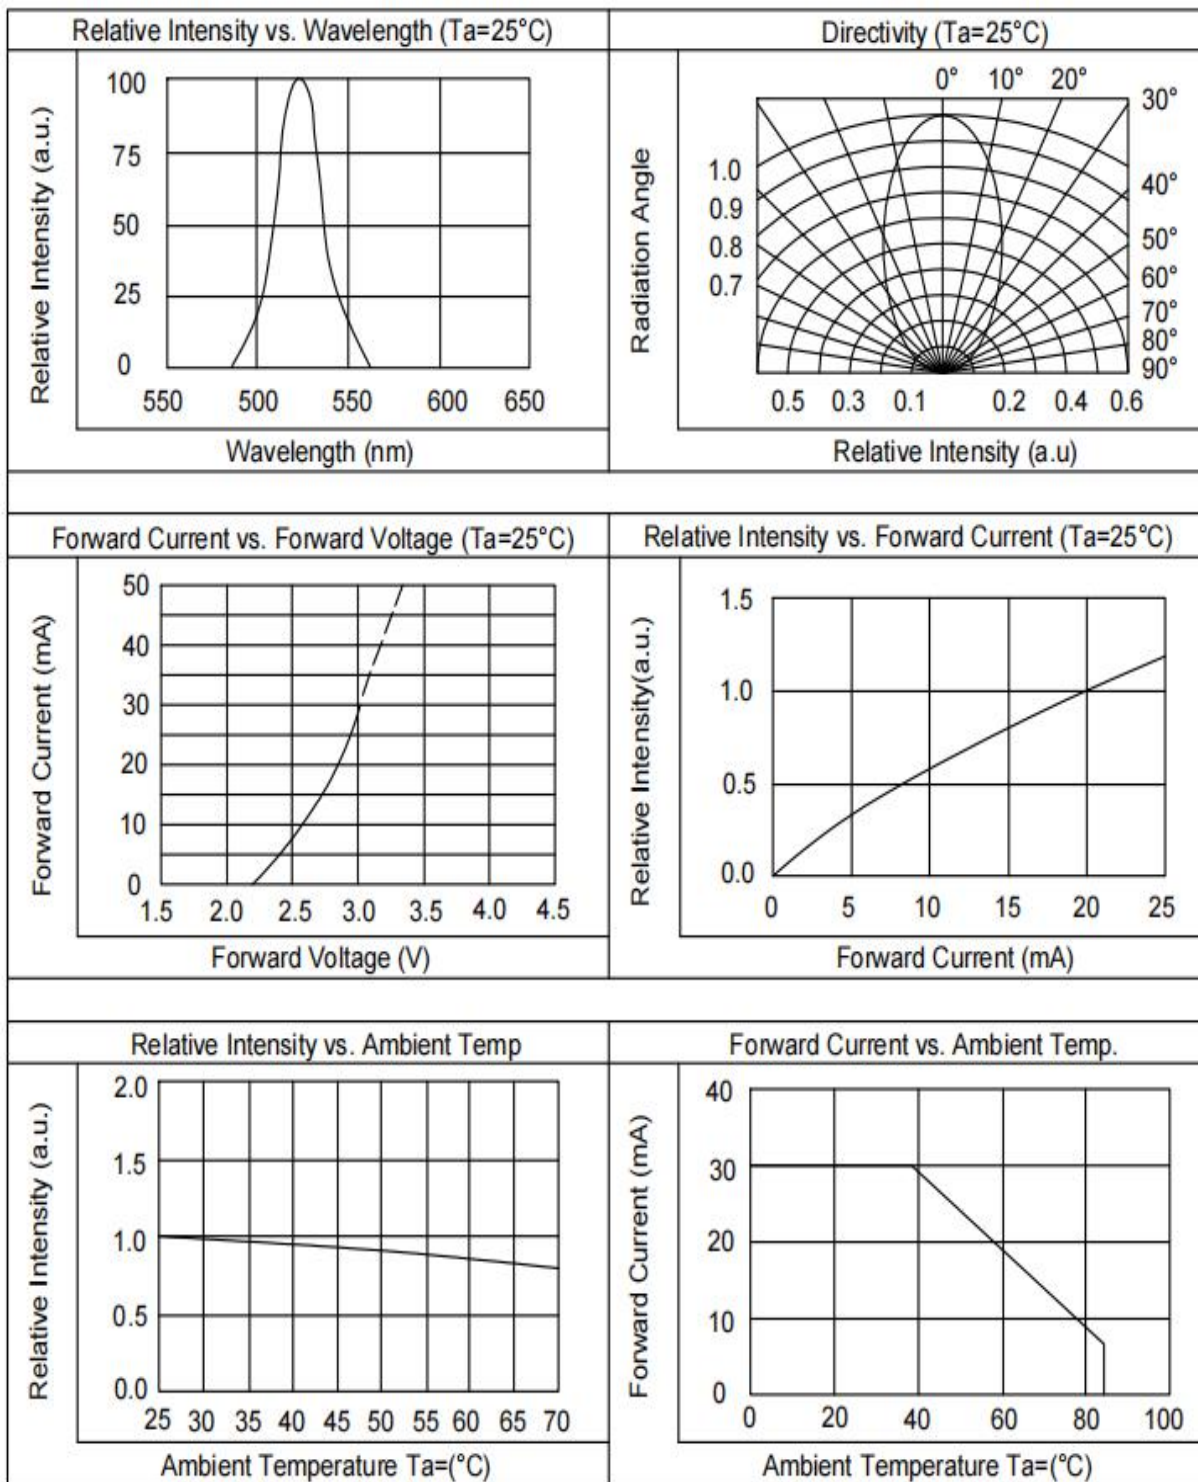 Relative Intensity vs. Wavelength (Ta=25°C)
Relative Intensity (a.u.)
100
75
50
25
0
550 500 550 600 650
Wavelength (nm)
Directivity (Ta=25°C)
Radiation Angle
0° 10° 20°
30°
40°
50°
60°
70°
80°
90°
1.0
0.9
0.8
0.7
0.5 0.3 0.1 0.2 0.4 0.6
Relative Intensity (a.u)
Forward Current vs. Forward Voltage (Ta=25°C)
Forward Current (mA)
50
40
30
20
10
0
1.5 2.0 2.5 3.0 3.5 4.0 4.5
Forward Voltage (V)
Relative Intensity vs. Forward Current (Ta=25°C)
Relative Intensity(a.u.)
1.5
1.0
0.5
0.0
0 5 10 15 20 25
Forward Current (mA)
Relative Intensity vs. Ambient Temp
Relative Intensity (a.u.)
2.0
1.5
1.0
0.5
0.0
25 30 35 40 45 50 55 60 65 70
Ambient Temperature Ta=(°C)
Forward Current vs. Ambient Temp.
Forward Current (mA)
40
30
20
10
0
0 20 40 60 80 100
Ambient Temperature Ta=(°C)